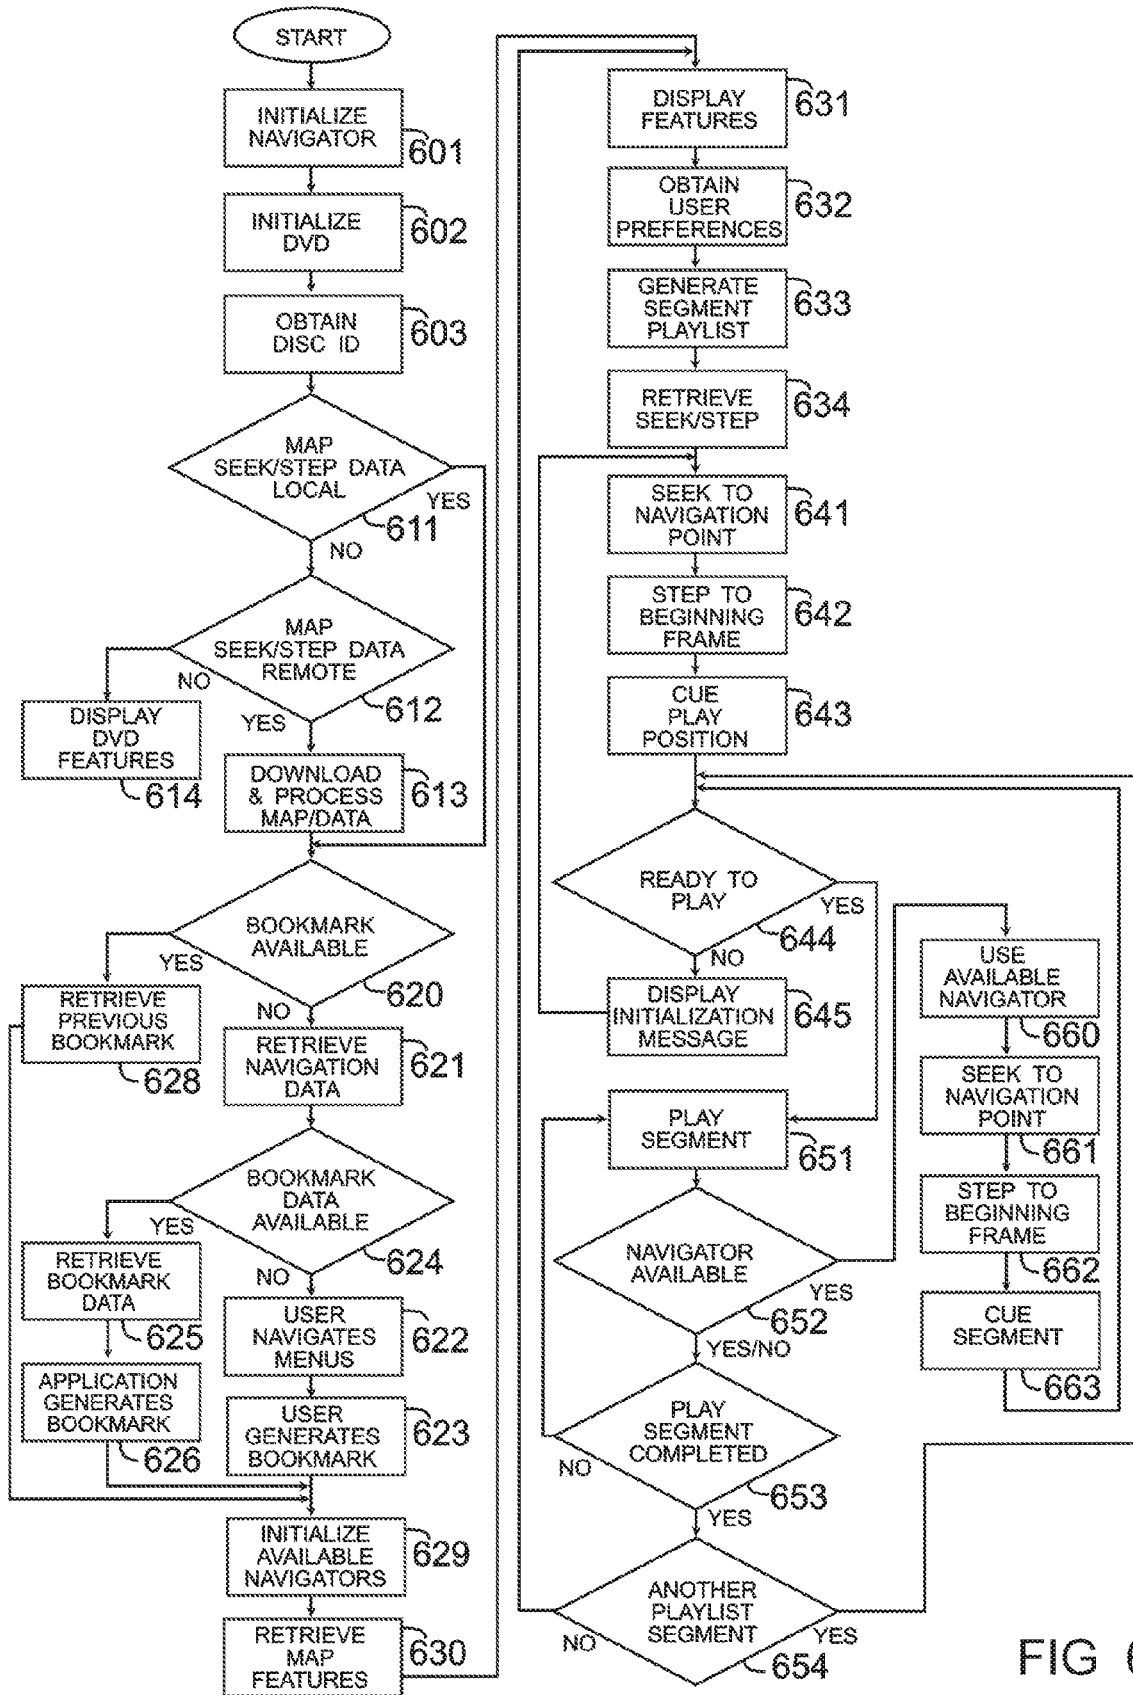 START
INITIALIZE
NAVIGATOR
601
INITIALIZE
DVD
602
OBTAIN
DISC ID
603
MAP
SEEK/STEP DATA
LOCAL
YES
611
NO
MAP
SEEK/STEP DATA
REMOTE
NO
612
YES
DISPLAY
DVD
FEATURES
614
DOWNLOAD
& PROCESS
MAP/DATA
613
BOOKMARK
AVAILABLE
YES
620
NO
RETRIEVE
PREVIOUS
BOOKMARK
628
RETRIEVE
NAVIGATION
DATA
621
BOOKMARK
DATA
AVAILABLE
YES
624
NO
RETRIEVE
BOOKMARK
DATA
625
USER
NAVIGATES
MENUS
622
APPLICATION
GENERATES
BOOKMARK
626
USER
GENERATES
BOOKMARK
623
INITIALIZE
AVAILABLE
NAVIGATORS
629
RETRIEVE
MAP
FEATURES
630
DISPLAY
FEATURES
631
OBTAIN
USER
PREFERENCES
632
GENERATE
SEGMENT
PLAYLIST
633
RETRIEVE
SEEK/STEP
634
SEEK TO
NAVIGATION
POINT
641
STEP TO
BEGINNING
FRAME
642
CUE
PLAY
POSITION
643
READY TO
PLAY
YES
644
NO
DISPLAY
INITIALIZATION
MESSAGE
645
PLAY
SEGMENT
651
NAVIGATOR
AVAILABLE
YES
652
YES/NO
PLAY
SEGMENT
COMPLETED
NO
653
YES
ANOTHER
PLAYLIST
SEGMENT
NO
YES
654
USE
AVAILABLE
NAVIGATOR
660
SEEK TO
NAVIGATION
POINT
661
STEP TO
BEGINNING
FRAME
662
CUE
SEGMENT
663
FIG 6